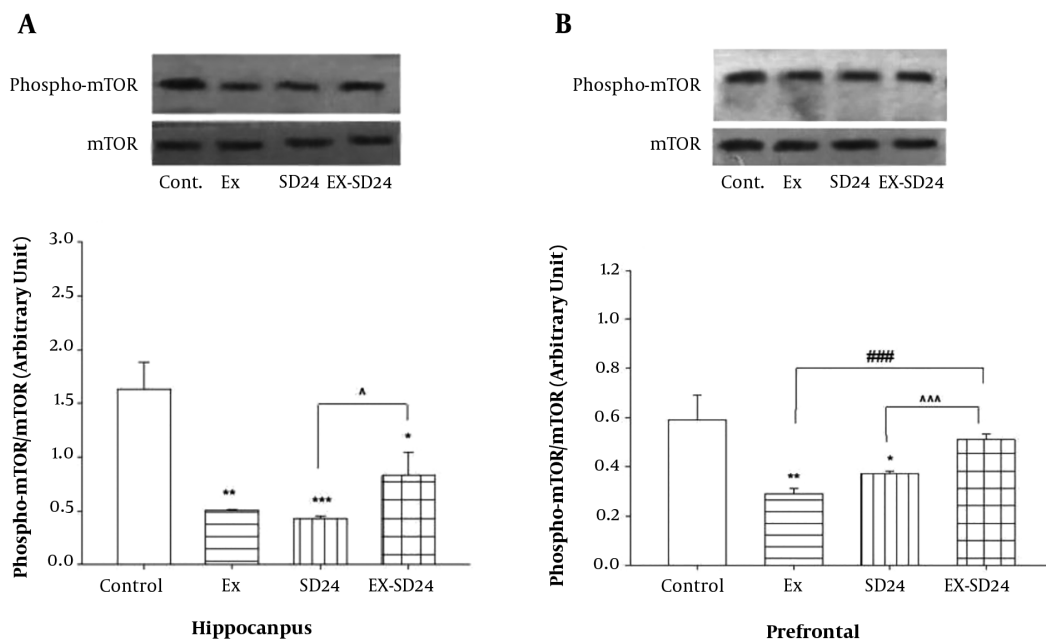 A
Phospho-mTOR
mTOR
Cont. Ex SD24 EX-SD24
Phospho-mTOR/mTOR (Arbitrary Unit)
3.0
2.5
2.0
1.5
1.0
0.5
0.0
^
*
**
***
Control Ex SD24 EX-SD24
Hippocanpus
B
Phospho-mTOR
mTOR
Cont. Ex SD24 EX-SD24
Phospho-mTOR/mTOR (Arbitrary Unit)
1.2
1.0
0.8
0.6
0.4
0.2
0.0
###
^^^
*
**
Control Ex SD24 EX-SD24
Prefrontal